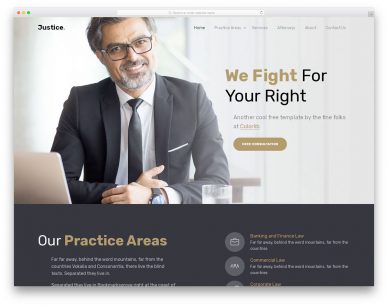 Justice.
Home Practice Areas Services Attorneys About Contact Us
We Fight For
Your Right
Another cool free template by the fine folks
at Colorlib
FREE CONSULTATION
Our Practice Areas
Far far away, behind the word mountains, far from the
countries Vokalia and Consonantia, there live the blind
texts. Separated they live in.
Separated they live in Bookmarksgrove right at the coast of
Banking and Finance Law
Far far away, behind the word mountains, far from the
countries
Commercial Law
Far far away, behind the word mountains, far from the
countries
Corporate Law